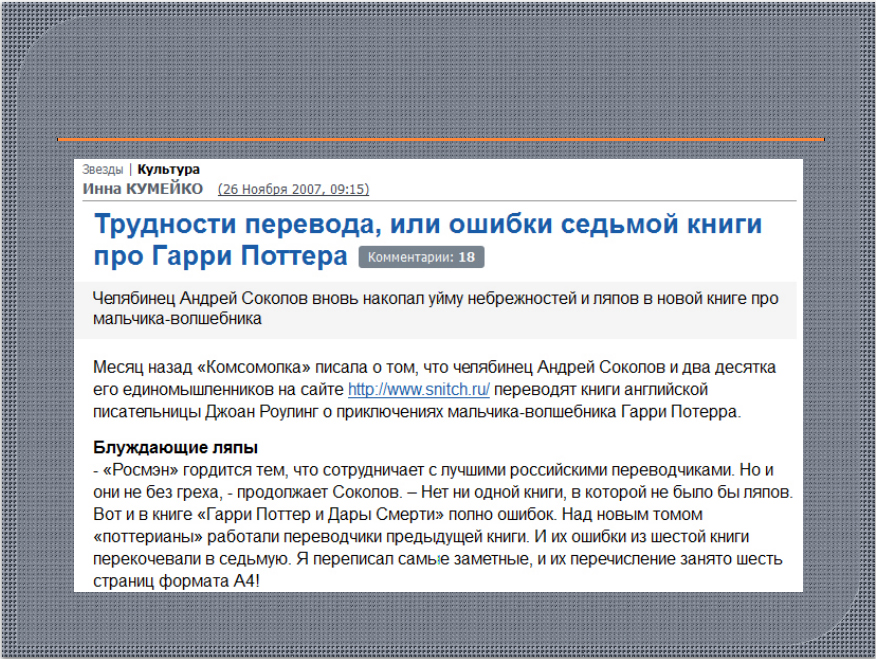 Звезды | Культура
Инна КУМЕЙКО (26 Ноября 2007, 09:15)
Трудности перевода, или ошибки седьмой книги
про Гарри Поттера Комментарии: 18
Челябинец Андрей Соколов вновь накопал уйму небрежностей и ляпов в новой книге про
мальчика-волшебника
Месяц назад «Комсомолка» писала о том, что челябинец Андрей Соколов и два десятка
его единомышленников на сайте http://www.snitch.ru/ переводят книги английской
писательницы Джоан Роулинг о приключениях мальчика-волшебника Гарри Потерра.
Блуждающие ляпы
- «Росмэн» гордится тем, что сотрудничает с лучшими российскими переводчиками. Но и
они не без греха, - продолжает Соколов. – Нет ни одной книги, в которой не было бы ляпов.
Вот и в книге «Гарри Поттер и Дары Смерти» полно ошибок. Над новым томом
«поттерианы» работали переводчики предыдущей книги. И их ошибки из шестой книги
перекочевали в седьмую. Я переписал самые заметные, и их перечисление занято шесть
страниц формата А4!